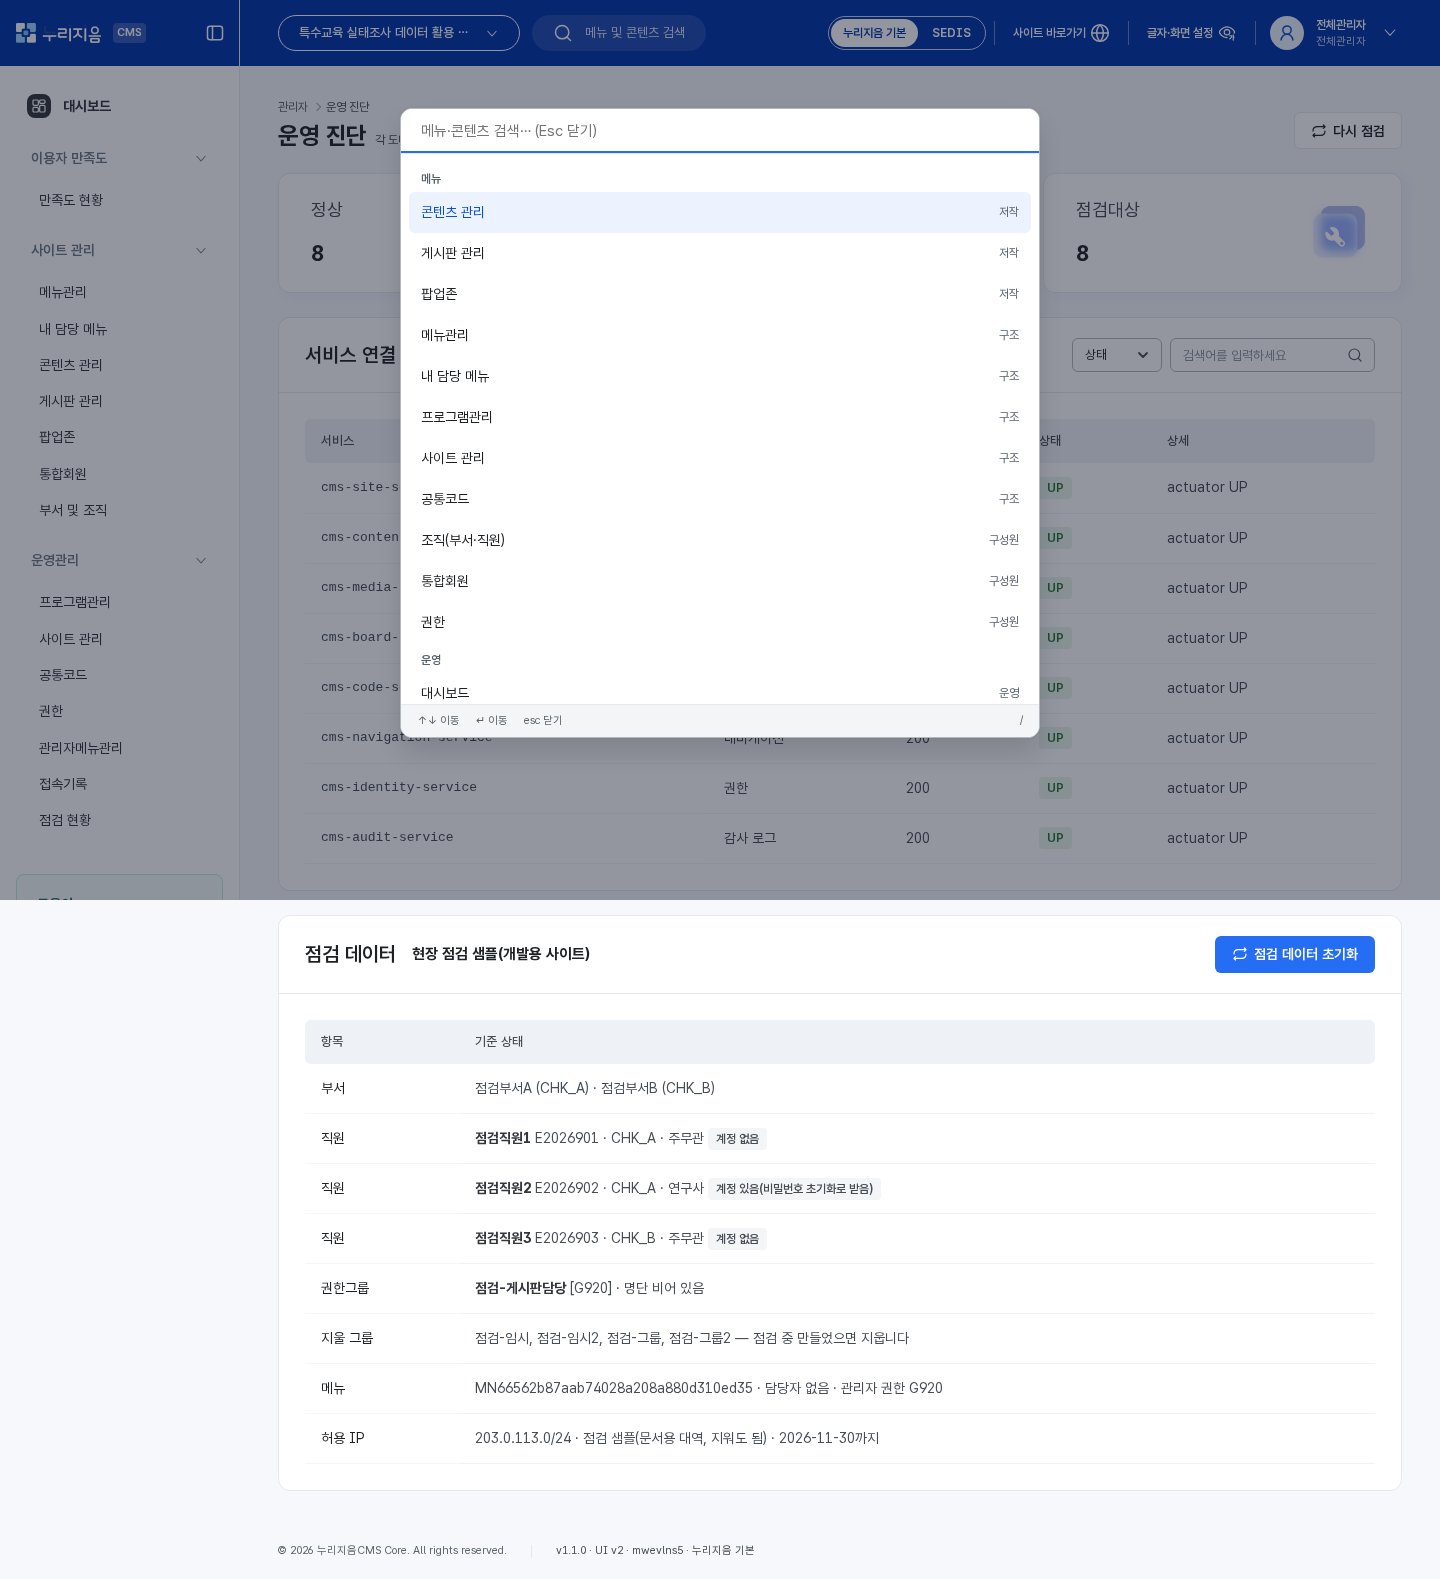 누리지음 CMS
특수교육 실태조사 데이터 활용 ···
메뉴 및 콘텐츠 검색
누리지음 기본 SEDIS
사이트 바로가기
글자·화면 설정
전체관리자
전체관리자
대시보드
이용자 만족도
만족도 현황
사이트 관리
메뉴관리
내 담당 메뉴
콘텐츠 관리
게시판 관리
팝업존
통합회원
부서 및 조직
운영관리
프로그램관리
사이트 관리
공통코드
권한
관리자메뉴관리
접속기록
점검 현황
관리자 > 운영 진단
운영 진단
다시 점검
정상
8
점검대상
8
서비스 연결
상태
검색어를 입력하세요
서비스 상태 상세
cms-site-s UP actuator UP
cms-conten UP actuator UP
cms-media- UP actuator UP
cms-board- UP actuator UP
cms-code-s UP actuator UP
cms-navigation-service 네비게이션 200 UP actuator UP
cms-identity-service 권한 200 UP actuator UP
cms-audit-service 감사 로그 200 UP actuator UP
메뉴·콘텐츠 검색··· (Esc 닫기)
메뉴
콘텐츠 관리 저작
게시판 관리 저작
팝업존 저작
메뉴관리 구조
내 담당 메뉴 구조
프로그램관리 구조
사이트 관리 구조
공통코드 구조
조직(부서·직원) 구성원
통합회원 구성원
권한 구성원
운영
대시보드 운영
↑↓ 이동 ↵ 이동 esc 닫기 /
점검 데이터 현장 점검 샘플(개발용 사이트)
점검 데이터 초기화
항목 기준 상태
부서 점검부서A (CHK_A) · 점검부서B (CHK_B)
직원 점검직원1 E2026901 · CHK_A · 주무관 계정 없음
직원 점검직원2 E2026902 · CHK_A · 연구사 계정 있음(비밀번호 초기화로 받음)
직원 점검직원3 E2026903 · CHK_B · 주무관 계정 없음
권한그룹 점검-게시판담당 [G920] · 명단 비어 있음
지울 그룹 점검-임시, 점검-임시2, 점검-그룹, 점검-그룹2 — 점검 중 만들었으면 지웁니다
메뉴 MN66562b87aab74028a208a880d310ed35 · 담당자 없음 · 관리자 권한 G920
허용 IP 203.0.113.0/24 · 점검 샘플(문서용 대역, 지워도 됨) · 2026-11-30까지
© 2026 누리지음CMS Core. All rights reserved. v1.1.0 · UI v2 · mwevlns5 · 누리지음 기본